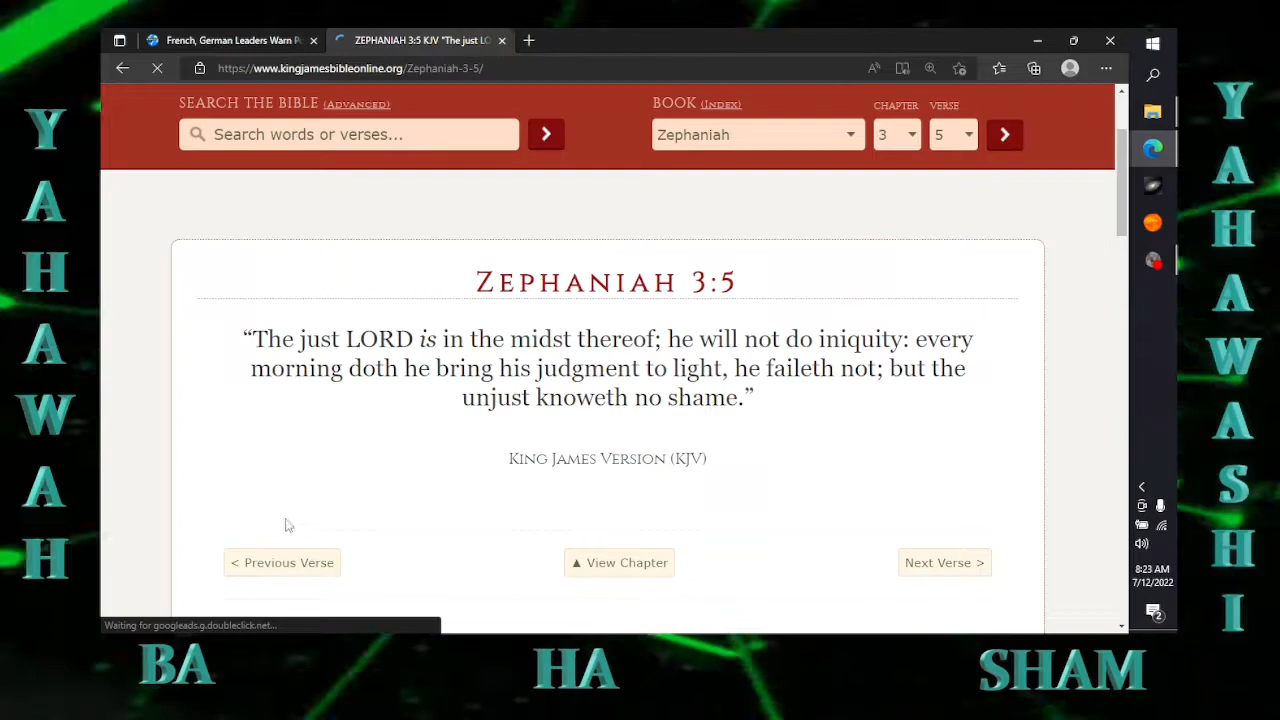 French, German Leaders Warn P
ZEPHANIAH 3:5 KJV "The just LO
https://www.kingjamesbibleonline.org/Zephaniah-3-5/
SEARCH THE BIBLE (ADVANCED)
BOOK (INDEX)
CHAPTER
VERSE
Search words or verses...
Zephaniah
3
5
ZEPHANIAH 3:5
“The just LORD is in the midst thereof; he will not do iniquity: every
morning doth he bring his judgment to light, he faileth not; but the
unjust knoweth no shame.”
KING JAMES VERSION (KJV)
< Previous Verse
▲ View Chapter
Next Verse >
Waiting for googleads.g.doubleclick.net...
8:23 AM
7/12/2022
2
YAHAWAH
YAHAWASHI
BA
HA
SHAM